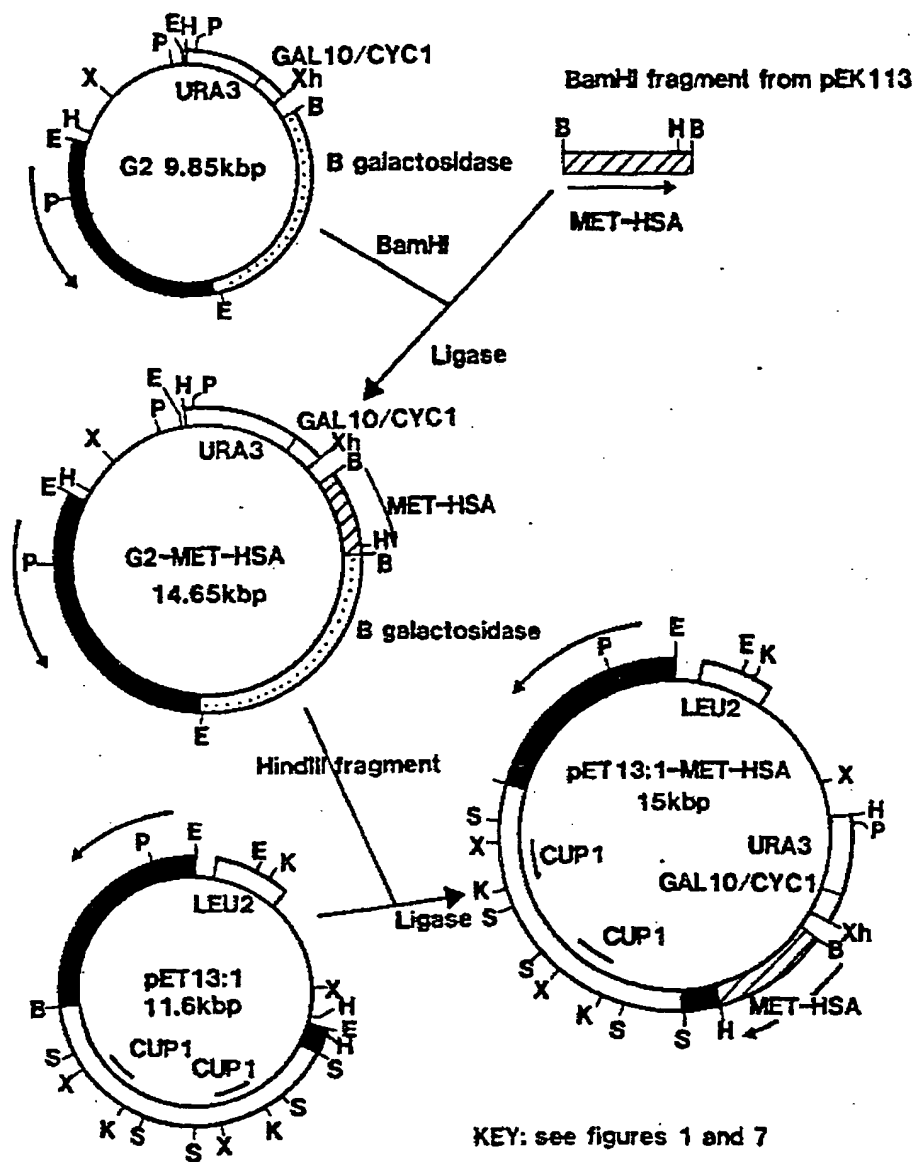 E H P
P
GAL10/CYC1
X
Xh
URA3
B
BamHI fragment from pEK113
H
E
B H B
G2 9.85kbp
B galactosidase
P
MET-HSA
BamHI
E
Ligase
E H P
P
GAL10/CYC1
X
Xh
URA3
B
H
E
MET-HSA
P
G2-MET-HSA
H
B
14.65kbp
B galactosidase
E
E
P
E K
LEU2
HindIII fragment
pET13:1-MET-HSA
X
15kbp
H
P
S
X
URA3
CUP1
GAL10/CYC1
K
S
Xh
B
CUP1
S
X
MET-HSA
K
S
S
H
E
P
E
K
LEU2
Ligase
pET13:1
11.6kbp
X
H
B
E
H
S
CUP1
CUP1
S
X
S
K
K
S
S
X
KEY: see figures 1 and 7